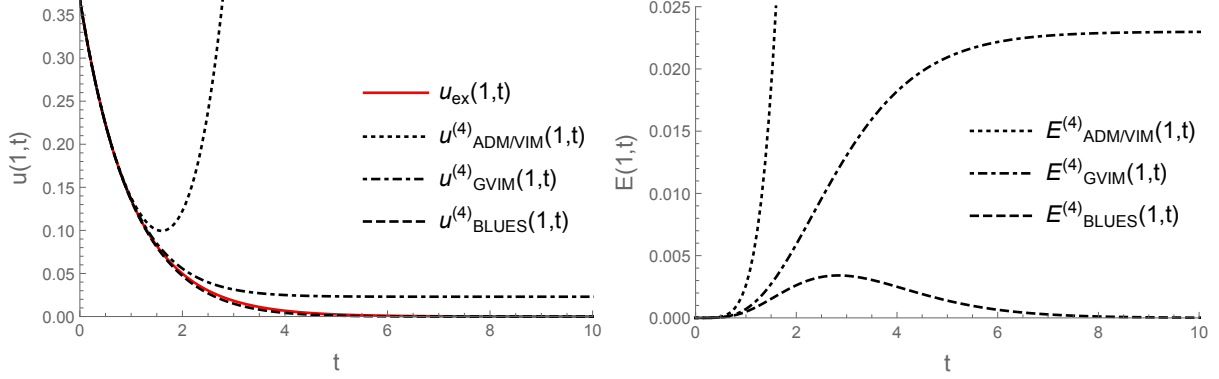 0.35
0.30
0.25
0.20
0.15
0.10
0.05
0.00
u(1,t)
0 2 4 6 8 10
t
u_ex(1,t)
u^(4)_ADM/VIM(1,t)
u^(4)_GVIM(1,t)
u^(4)_BLUES(1,t)
0.025
0.020
0.015
0.010
0.005
0.000
E(1,t)
0 2 4 6 8 10
t
E^(4)_ADM/VIM(1,t)
E^(4)_GVIM(1,t)
E^(4)_BLUES(1,t)